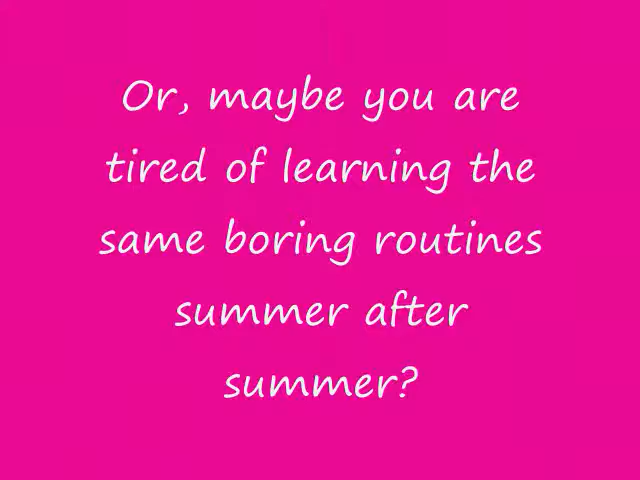 Or, maybe you are
tired of learning the
same boring routines
summer after
summer?